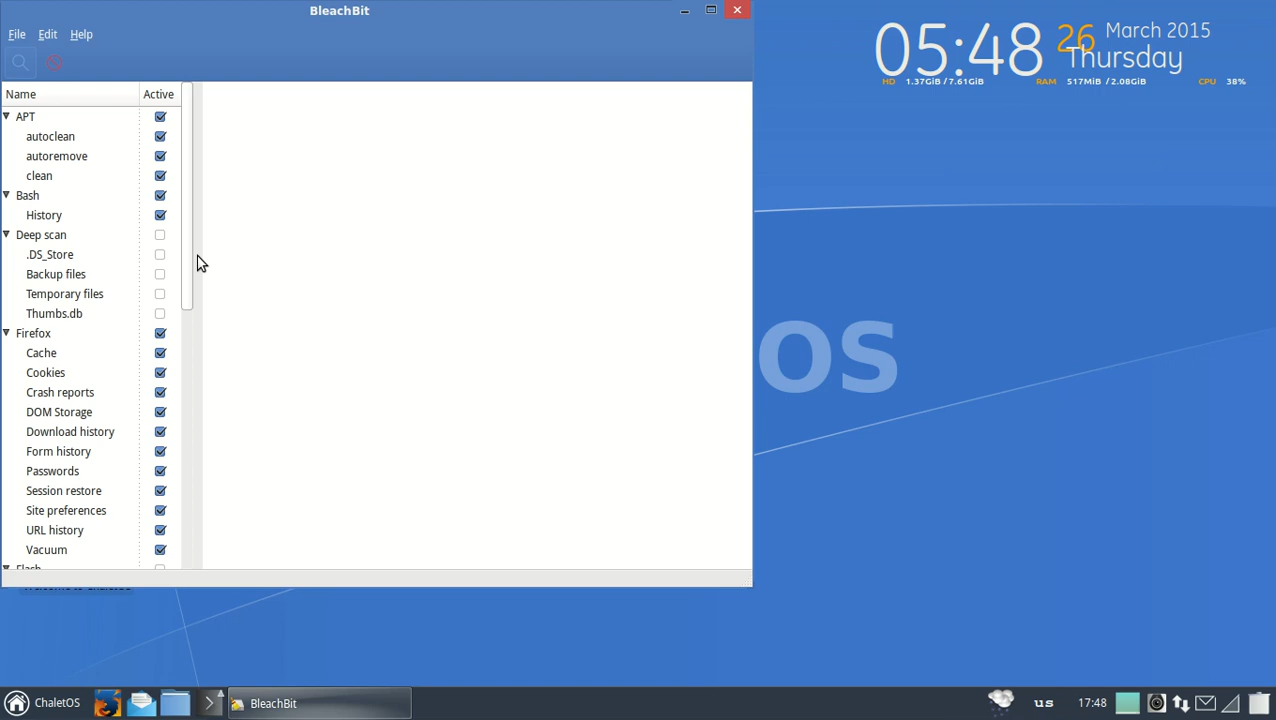 BleachBit
File Edit Help
Name Active
APT
autoclean
autoremove
clean
Bash
History
Deep scan
.DS_Store
Backup files
Temporary files
Thumbs.db
Firefox
Cache
Cookies
Crash reports
DOM Storage
Download history
Form history
Passwords
Session restore
Site preferences
URL history
Vacuum
Flash
05:48 26 March 2015
Thursday
HD 1.37GiB / 7.61GiB RAM 517MiB / 2.08GiB CPU 38%
OS
ChaletOS BleachBit us 17:48